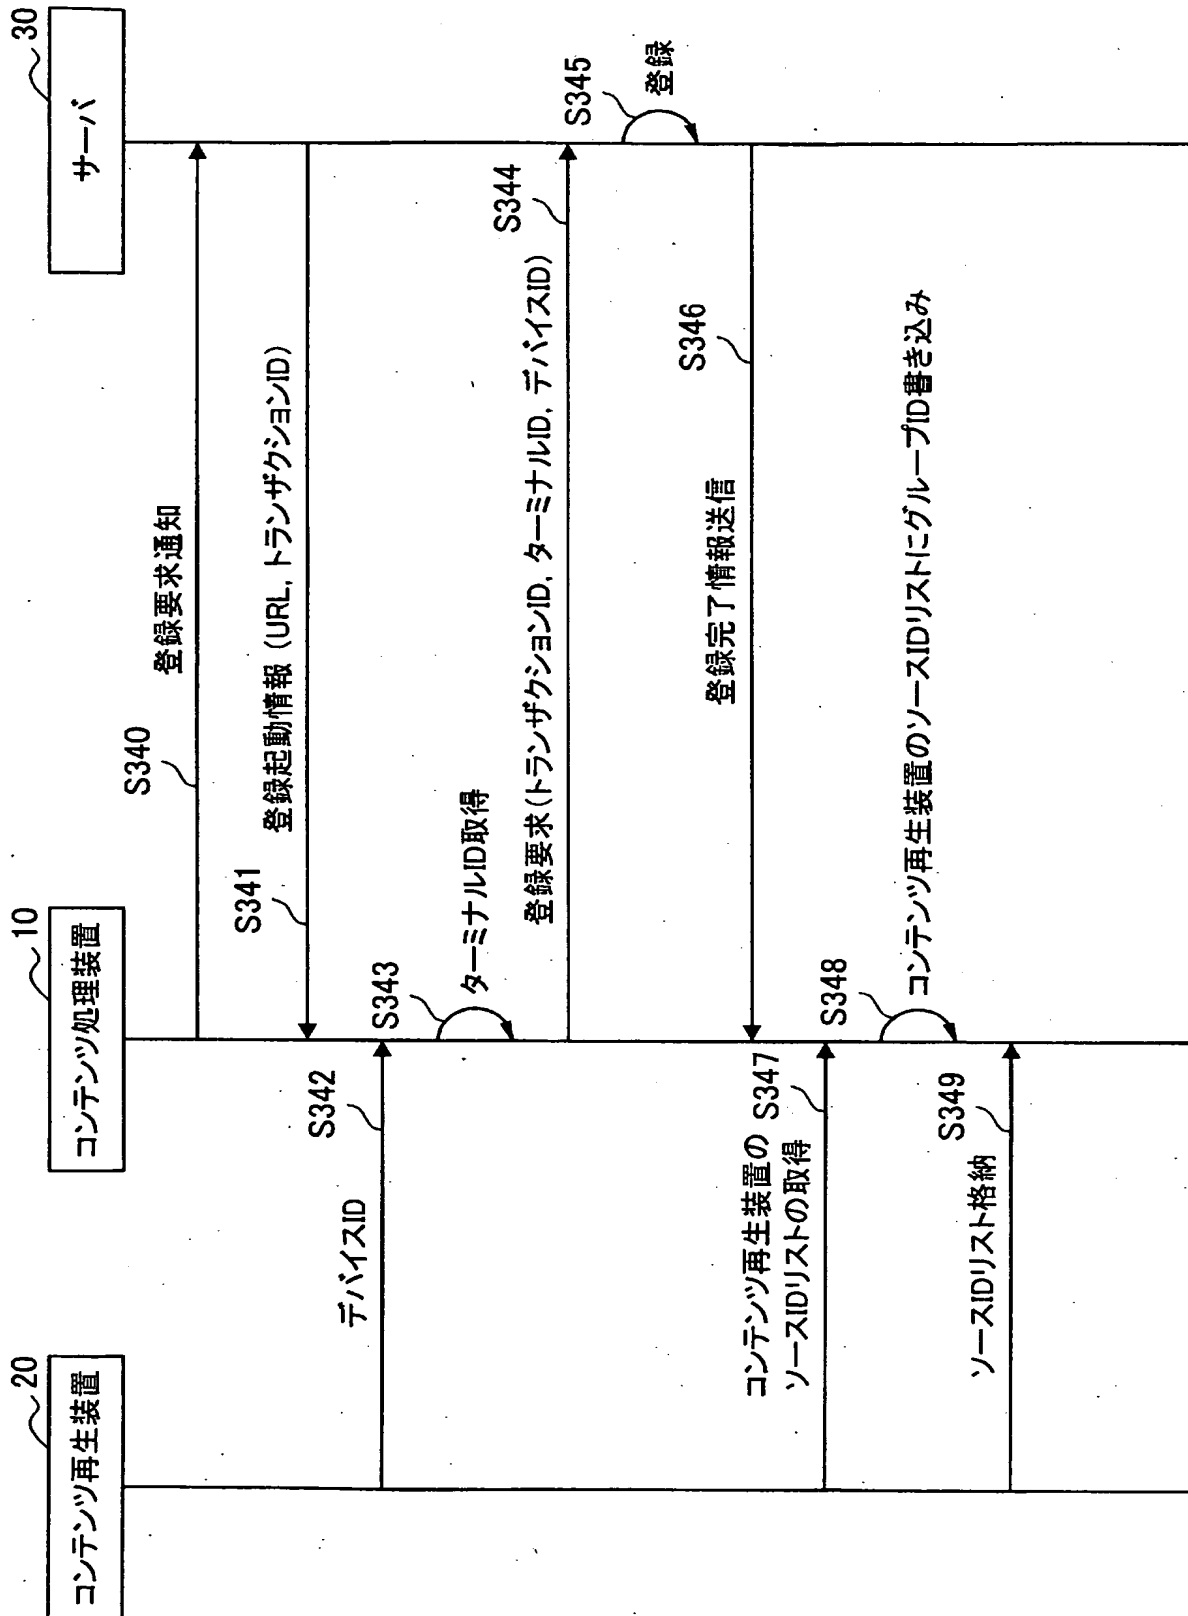 コンテンツ再生装置
20
コンテンツ処理装置
10
サーバ
30
S340
登録要求通知
S341
登録起動情報 (URL, トランザクションID)
S342
デバイスID
S343
ターミナルID取得
S344
登録要求(トランザクションID, ターミナルID, デバイスID)
S345
登録
S346
登録完了情報送信
S347
コンテンツ再生装置の
ソースIDリストの取得
S348
コンテンツ再生装置のソースIDリストにグループID書き込み
S349
ソースIDリスト格納